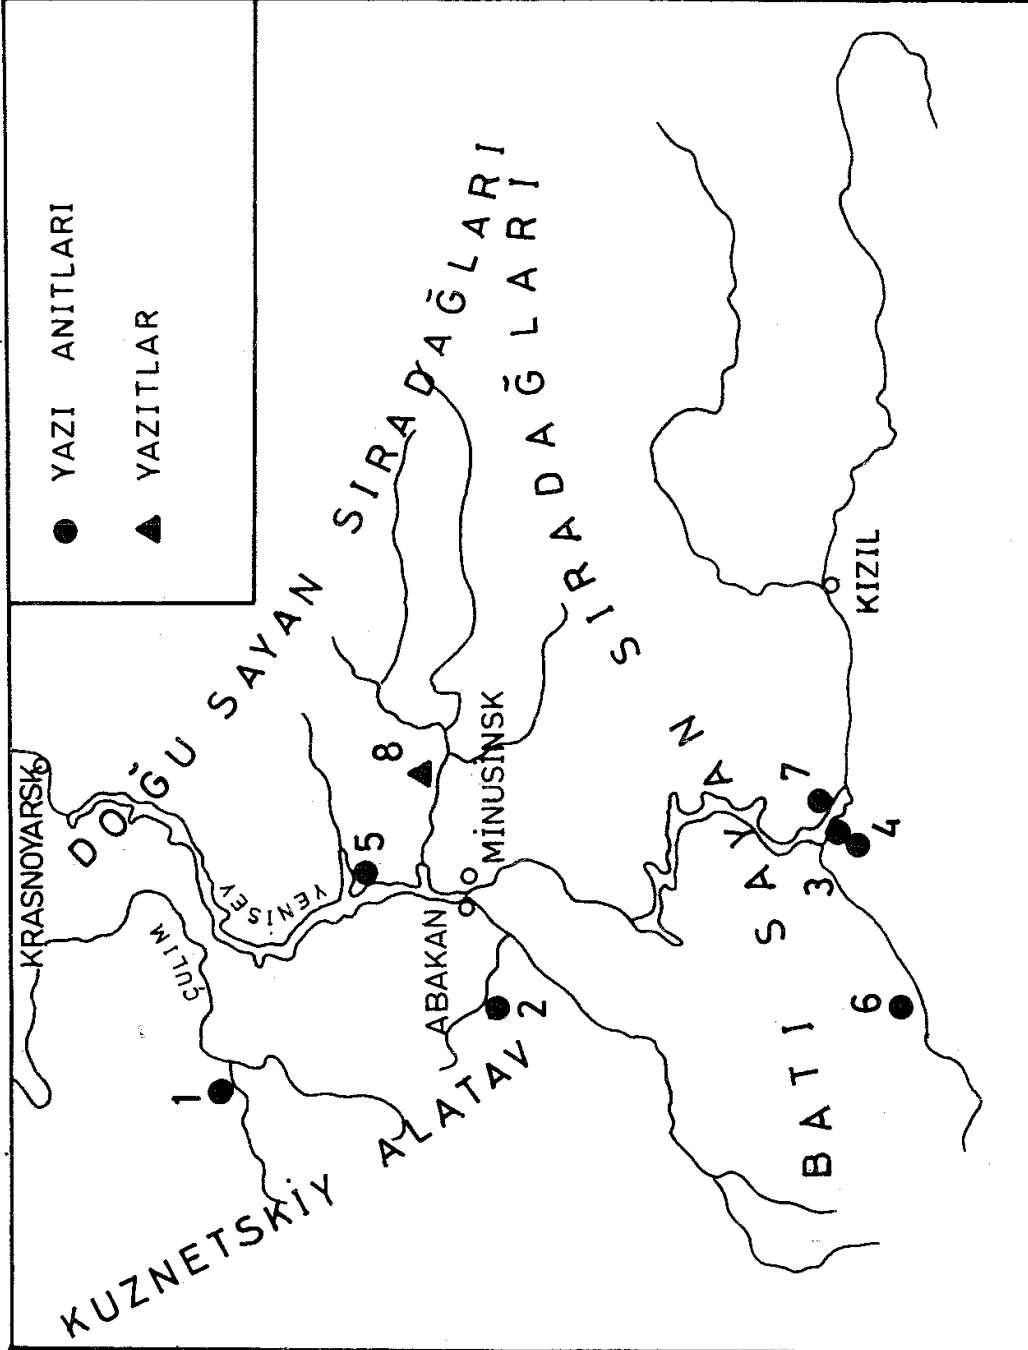 YAZI ANITLARI
YAZITLAR
KRASNOYARSK
DOĞU SAYAN SIRADAĞLARI
ÇULIM
YENİSEY
1
5
8
ABAKAN
MİNUSİNSK
2
KUZNETSKİY ALATAV
BATI SAYAN SIRADAĞLARI
7
3
4
6
KIZIL